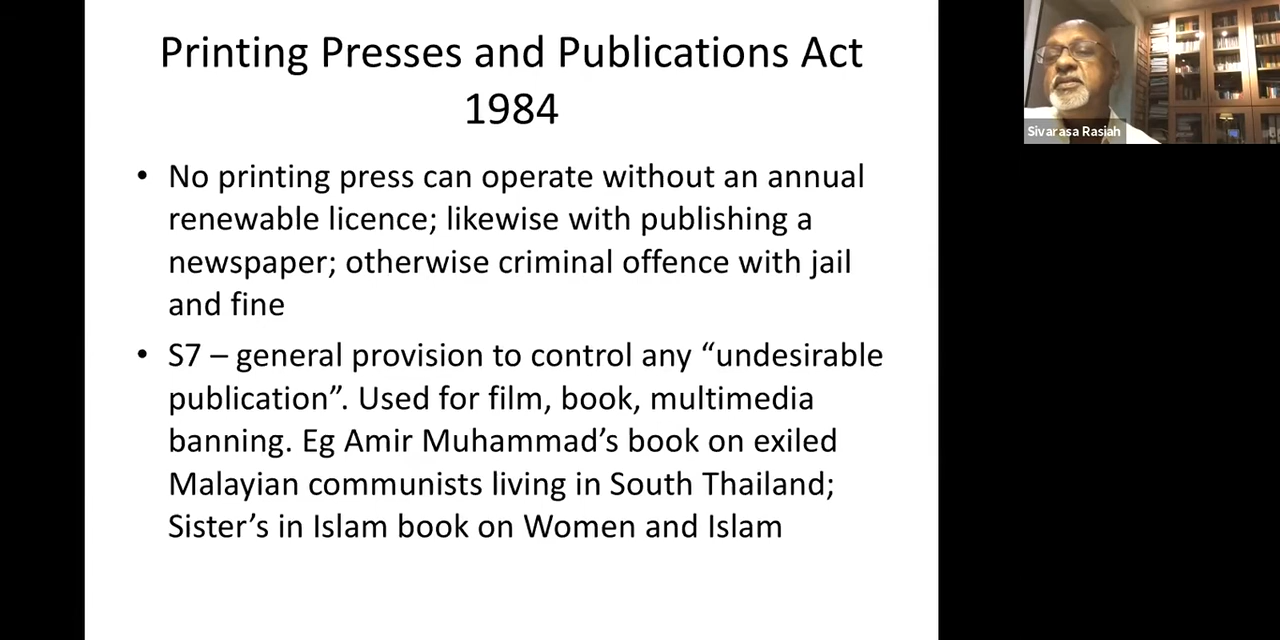 Printing Presses and Publications Act
1984
• No printing press can operate without an annual
renewable licence; likewise with publishing a
newspaper; otherwise criminal offence with jail
and fine
• S7 – general provision to control any “undesirable
publication”. Used for film, book, multimedia
banning. Eg Amir Muhammad’s book on exiled
Malayian communists living in South Thailand;
Sister’s in Islam book on Women and Islam
Sivarasa Rasiah